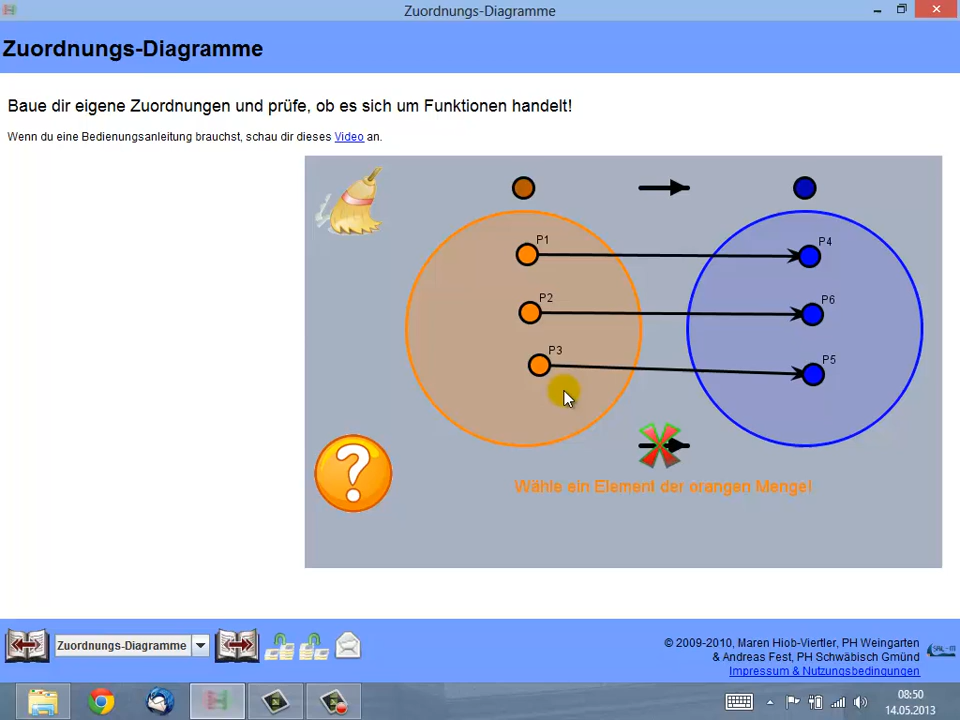 Zuordnungs-Diagramme
Zuordnungs-Diagramme
Baue dir eigene Zuordnungen und prüfe, ob es sich um Funktionen handelt!
Wenn du eine Bedienungsanleitung brauchst, schau dir dieses Video an.
P1
P4
P2
P6
P3
P5
Wähle ein Element der orangen Menge!
Zuordnungs-Diagramme
© 2009-2010, Maren Hiob-Viertler, PH Weingarten
& Andreas Fest, PH Schwäbisch Gmünd
Impressum & Nutzungsbedingungen
SAiL-M
08:50
14.05.2013